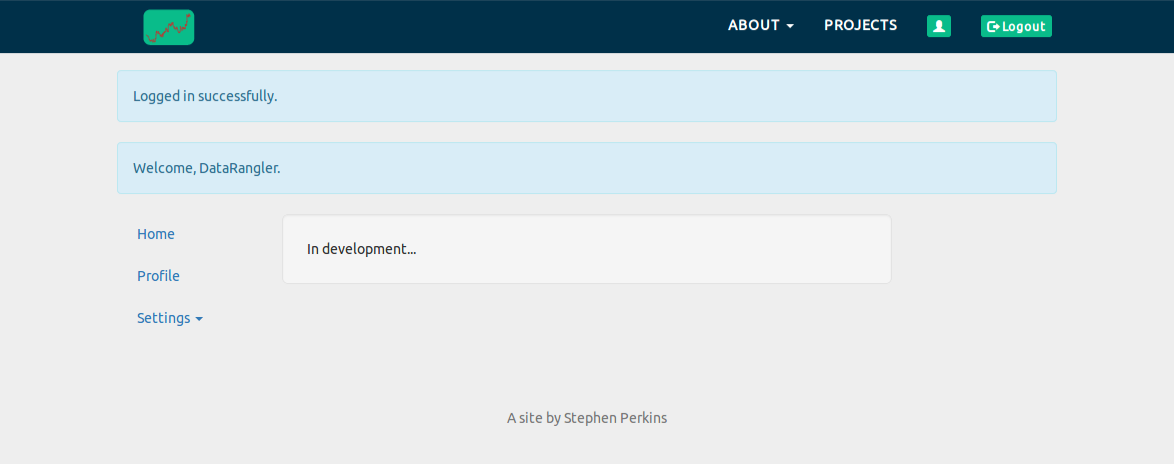 ABOUT
PROJECTS
Logout
Logged in successfully.
Welcome, DataRangler.
Home
In development...
Profile
Settings
A site by Stephen Perkins